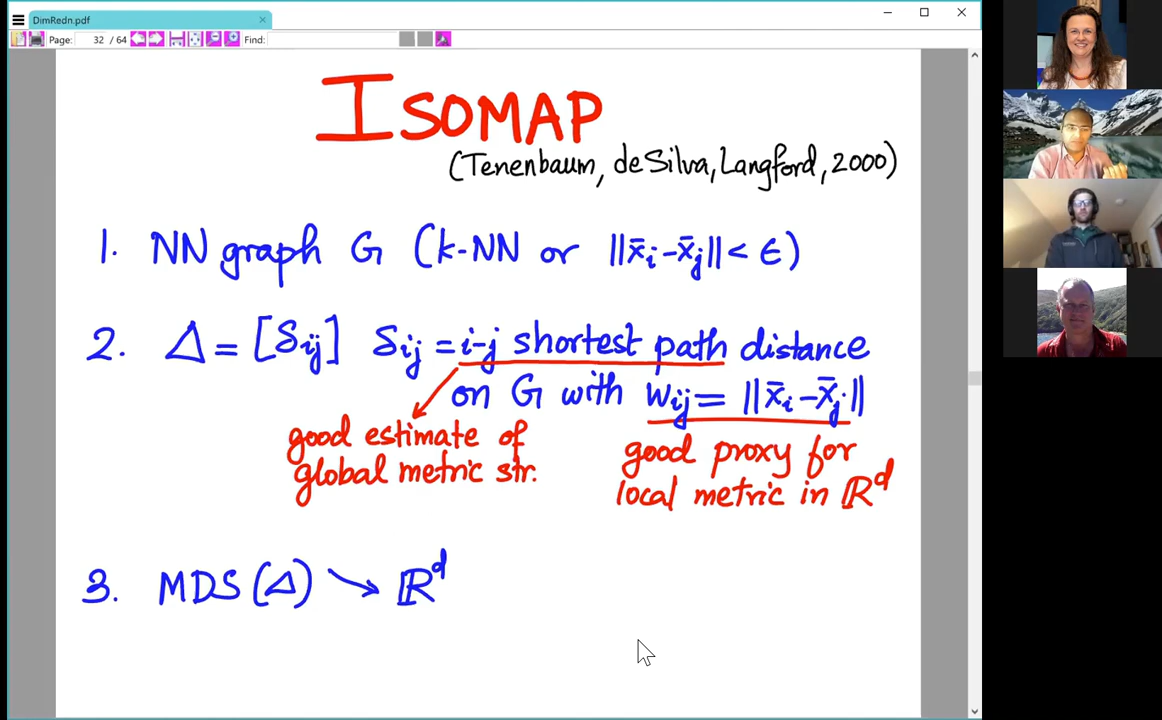 DimRedn.pdf
Page: 32 / 64 Find:
ISOMAP
(Tenenbaum, deSilva, Langford, 2000)
1. NN graph G (k-NN or ||x̄ᵢ-x̄ⱼ|| < ϵ)
2. Δ = [δᵢⱼ] δᵢⱼ = i-j shortest path distance
on G with wᵢⱼ = ||x̄ᵢ-x̄ⱼ||
good estimate of
global metric str.
good proxy for
local metric in ℝᵈ
3. MDS(Δ) ↘ ℝᵈ